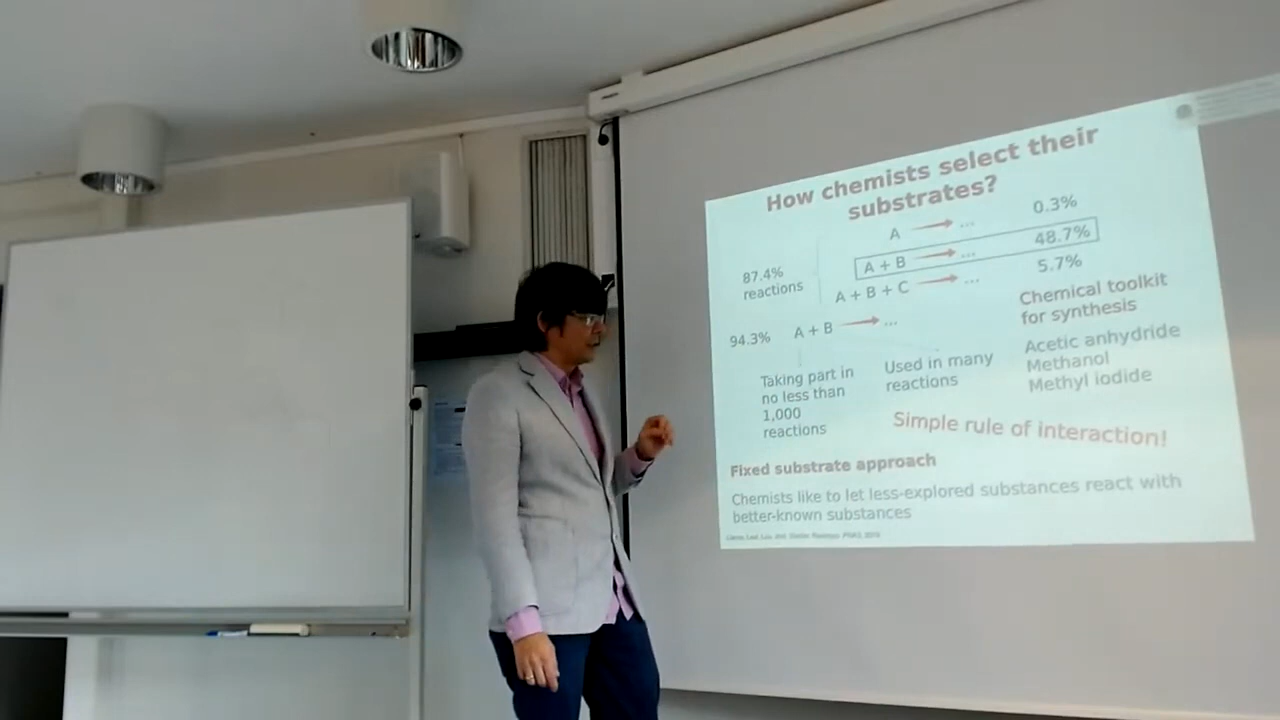 How chemists select their
substrates?
A → ... 0.3%
A + B → ... 48.7%
A + B + C → ... 5.7%
87.4%
reactions
94.3% A + B → ...
Chemical toolkit
for synthesis
Taking part in
no less than
1,000
reactions
Used in many
reactions
Acetic anhydride
Methanol
Methyl iodide
Simple rule of interaction!
Fixed substrate approach
Chemists like to let less-explored substances react with
better-known substances